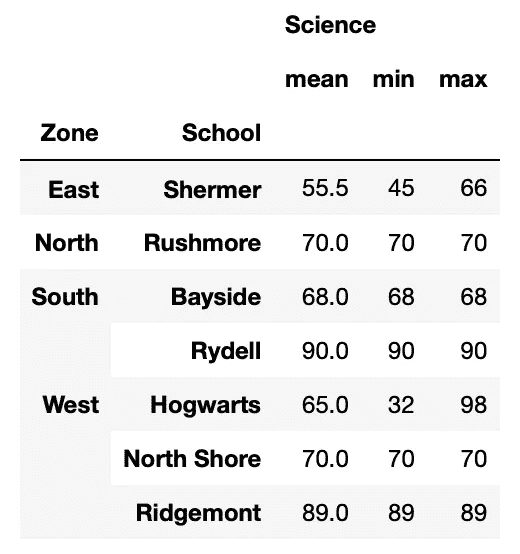 Science
mean min max
Zone School
East Shermer 55.5 45 66
North Rushmore 70.0 70 70
South Bayside 68.0 68 68
Rydell 90.0 90 90
West Hogwarts 65.0 32 98
North Shore 70.0 70 70
Ridgemont 89.0 89 89